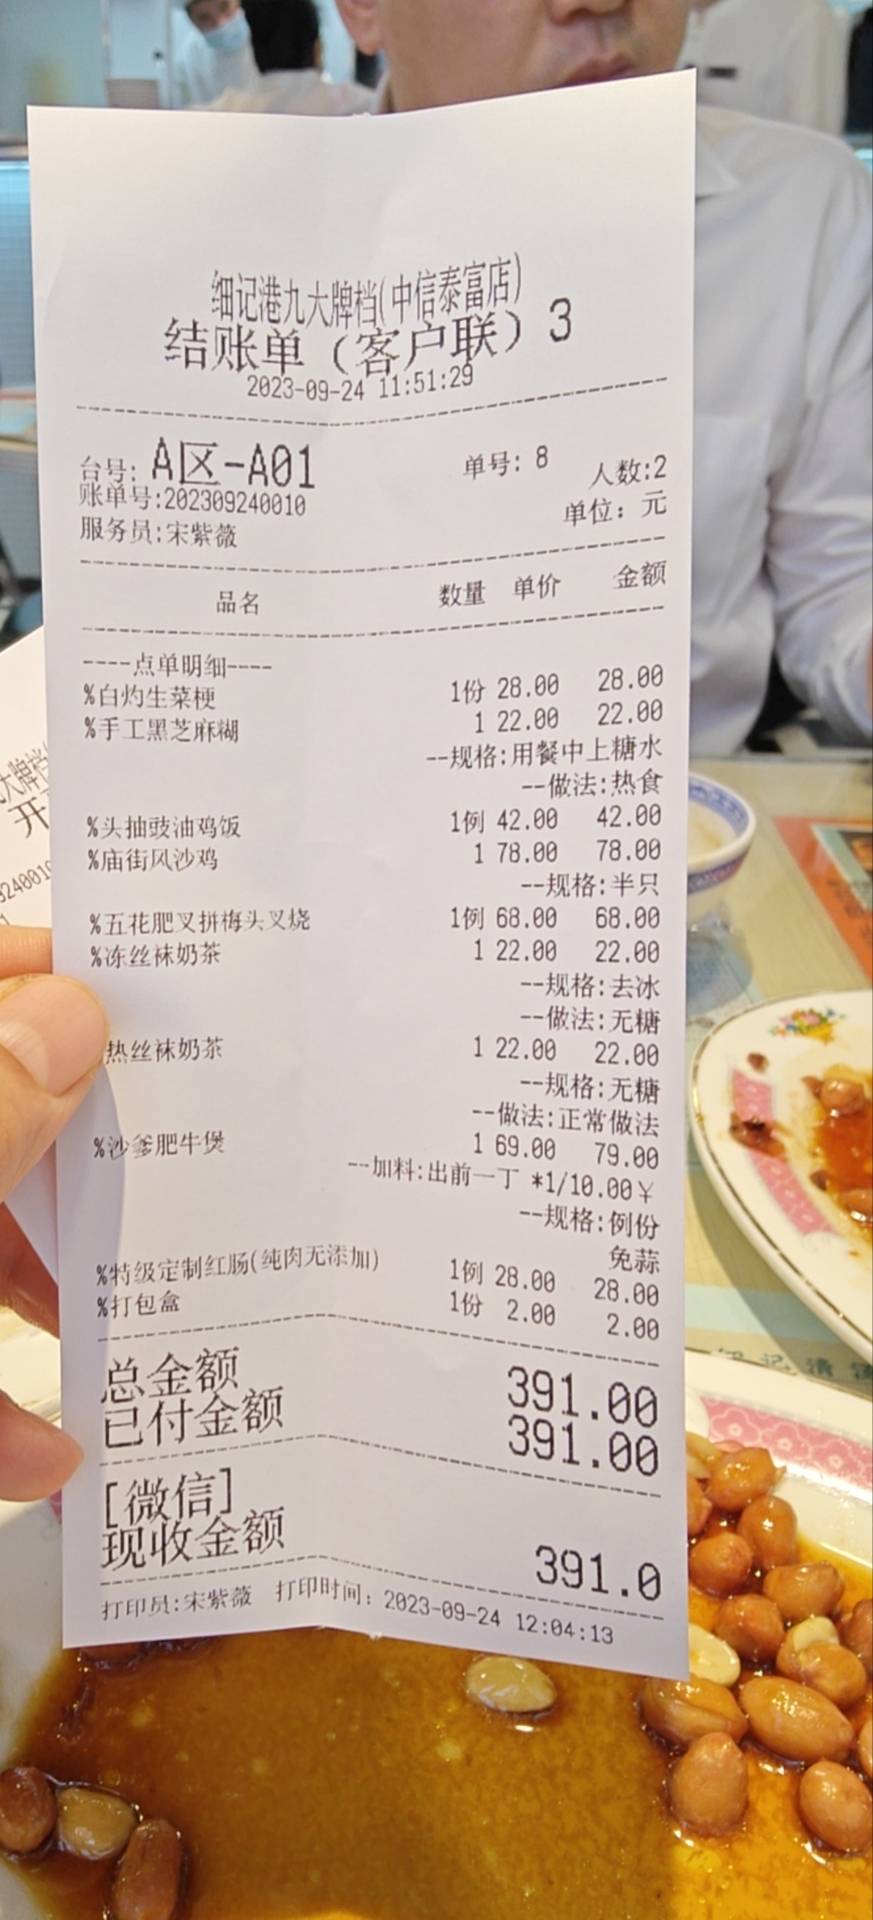 细记港九大牌档(中信泰富店)
结账单（客户联）3
2023-09-24 11:51:29
台号: A区-A01 单号: 8 人数:2
账单号:202309240010 单位: 元
服务员:宋紫薇
品名 数量 单价 金额
----点单明细----
%白灼生菜梗 1份 28.00 28.00
%手工黑芝麻糊 1 22.00 22.00
--规格:用餐中上糖水
--做法:热食
%头抽豉油鸡饭 1例 42.00 42.00
%庙街风沙鸡 1 78.00 78.00
--规格:半只
%五花肥叉拼梅头叉烧 1例 68.00 68.00
%冻丝袜奶茶 1 22.00 22.00
--规格:去冰
--做法:无糖
热丝袜奶茶 1 22.00 22.00
--规格:无糖
--做法:正常做法
%沙爹肥牛煲 1 69.00 79.00
--加料:出前一丁 *1/10.00￥
--规格:例份
免蒜
%特级定制红肠(纯肉无添加) 1例 28.00 28.00
%打包盒 1份 2.00 2.00
总金额 391.00
已付金额 391.00
[微信]
现收金额 391.0
打印员:宋紫薇 打印时间: 2023-09-24 12:04:13
大牌档
开